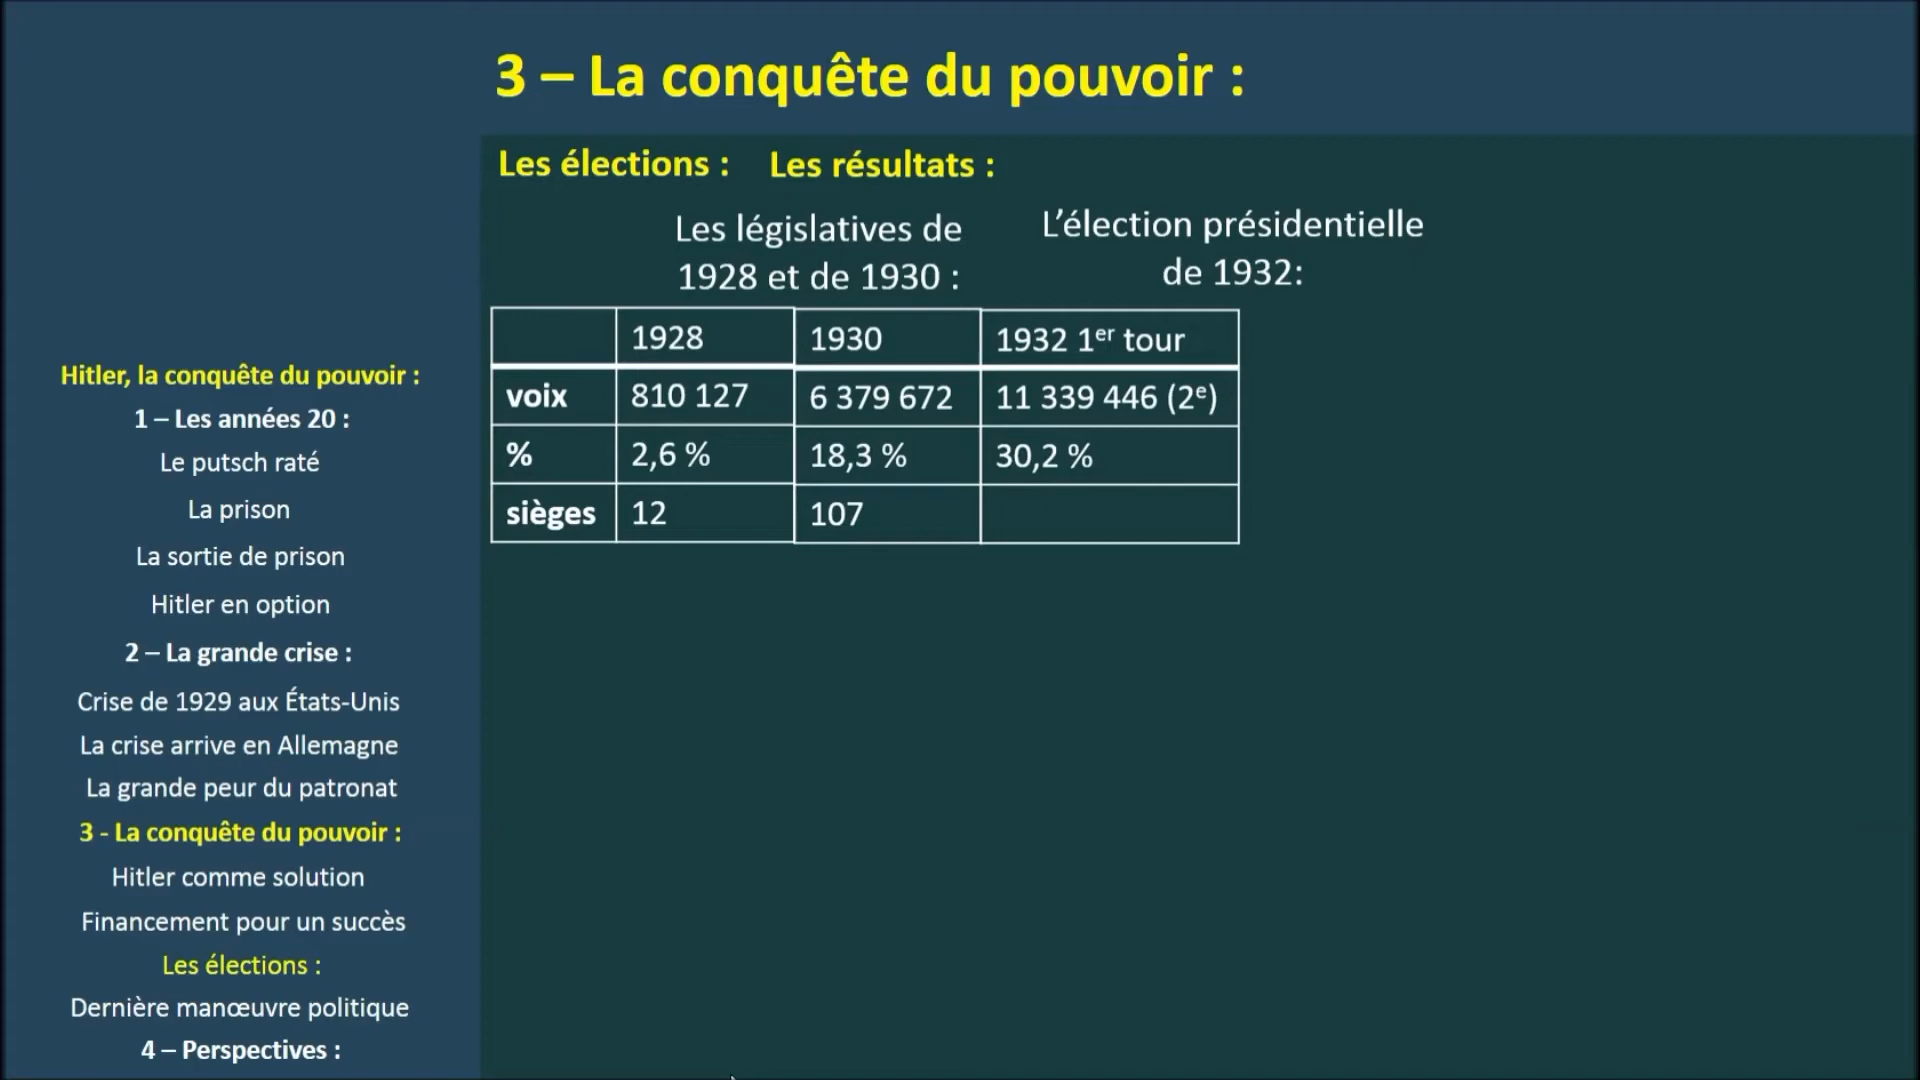 3 – La conquête du pouvoir :
Les élections : Les résultats :
Les législatives de
1928 et de 1930 :
L’élection présidentielle
de 1932:
1928 1930 1932 1er tour
voix 810 127 6 379 672 11 339 446 (2e)
% 2,6 % 18,3 % 30,2 %
sièges 12 107
Hitler, la conquête du pouvoir :
1 – Les années 20 :
Le putsch raté
La prison
La sortie de prison
Hitler en option
2 – La grande crise :
Crise de 1929 aux États-Unis
La crise arrive en Allemagne
La grande peur du patronat
3 - La conquête du pouvoir :
Hitler comme solution
Financement pour un succès
Les élections :
Dernière manœuvre politique
4 – Perspectives :